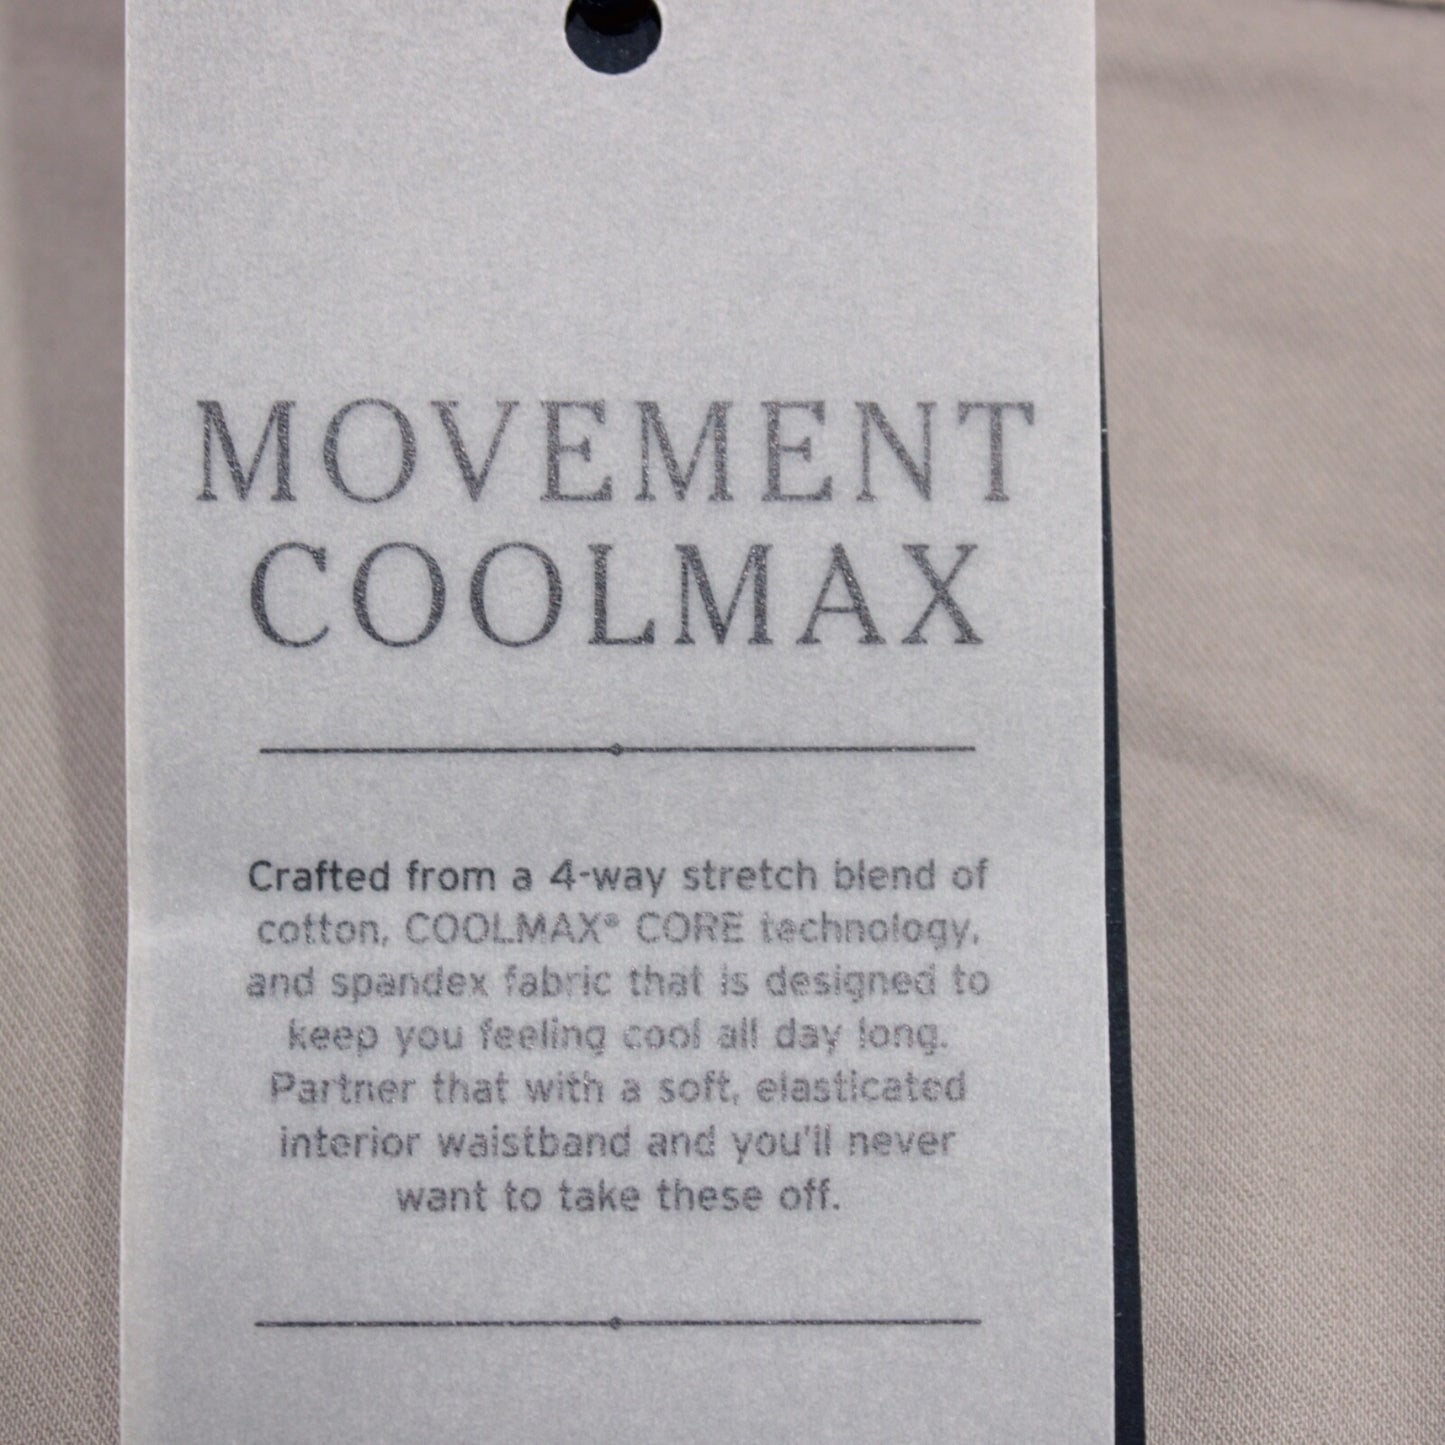 MOVEMENT
COOLMAX
Crafted from a 4-way stretch blend of
cotton, COOLMAX® CORE technology,
and spandex fabric that is designed to
keep you feeling cool all day long.
Partner that with a soft, elasticated
interior waistband and you'll never
want to take these off.